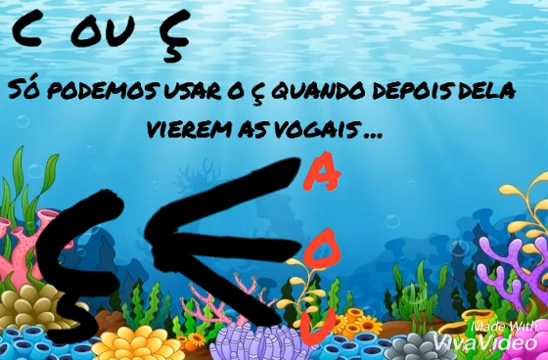 C ou Ç
Só podemos usar o ç quando depois dela
vierem as vogais ...
A
Ç
O
U
Made With
VivaVideo